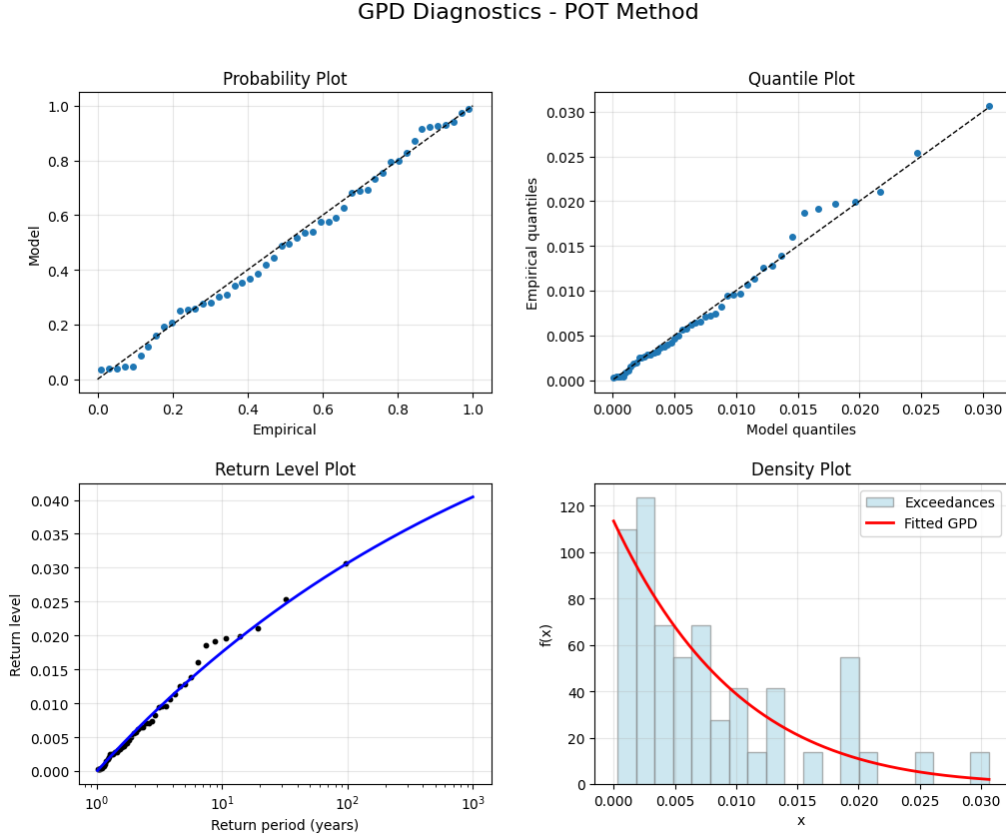 GPD Diagnostics - POT Method
Probability Plot
1.0
0.8
0.6
0.4
0.2
0.0
Model
0.0 0.2 0.4 0.6 0.8 1.0
Empirical
Quantile Plot
0.030
0.025
0.020
0.015
0.010
0.005
0.000
Empirical quantiles
0.000 0.005 0.010 0.015 0.020 0.025 0.030
Model quantiles
Return Level Plot
0.040
0.035
0.030
0.025
0.020
0.015
0.010
0.005
0.000
Return level
10⁰ 10¹ 10² 10³
Return period (years)
Density Plot
Exceedances
Fitted GPD
120
100
80
60
40
20
0
f(x)
0.000 0.005 0.010 0.015 0.020 0.025 0.030
x